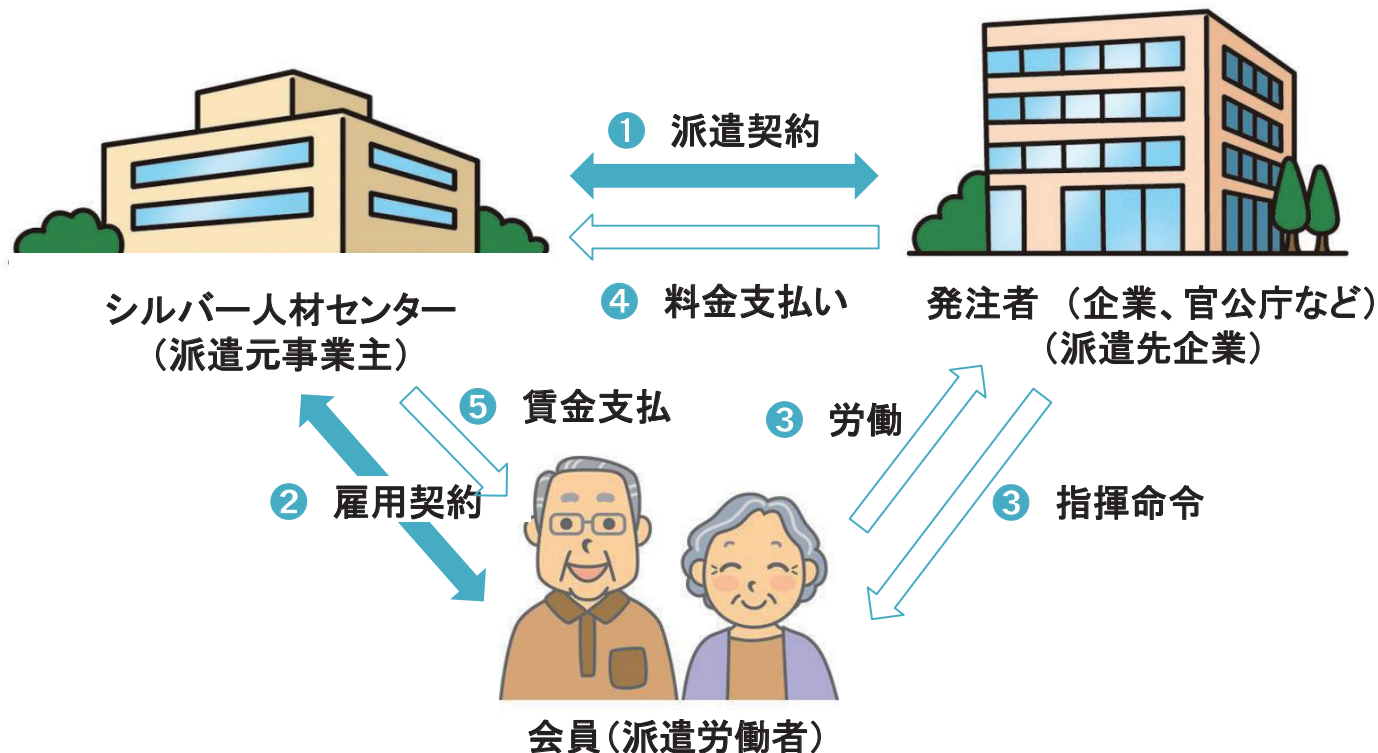 ❶ 派遣契約
❹ 料金支払い
シルバー人材センター
（派遣元事業主）
発注者 （企業、官公庁など）
（派遣先企業）
❺ 賃金支払
❸ 労働
❷ 雇用契約
❸ 指揮命令
会員（派遣労働者）